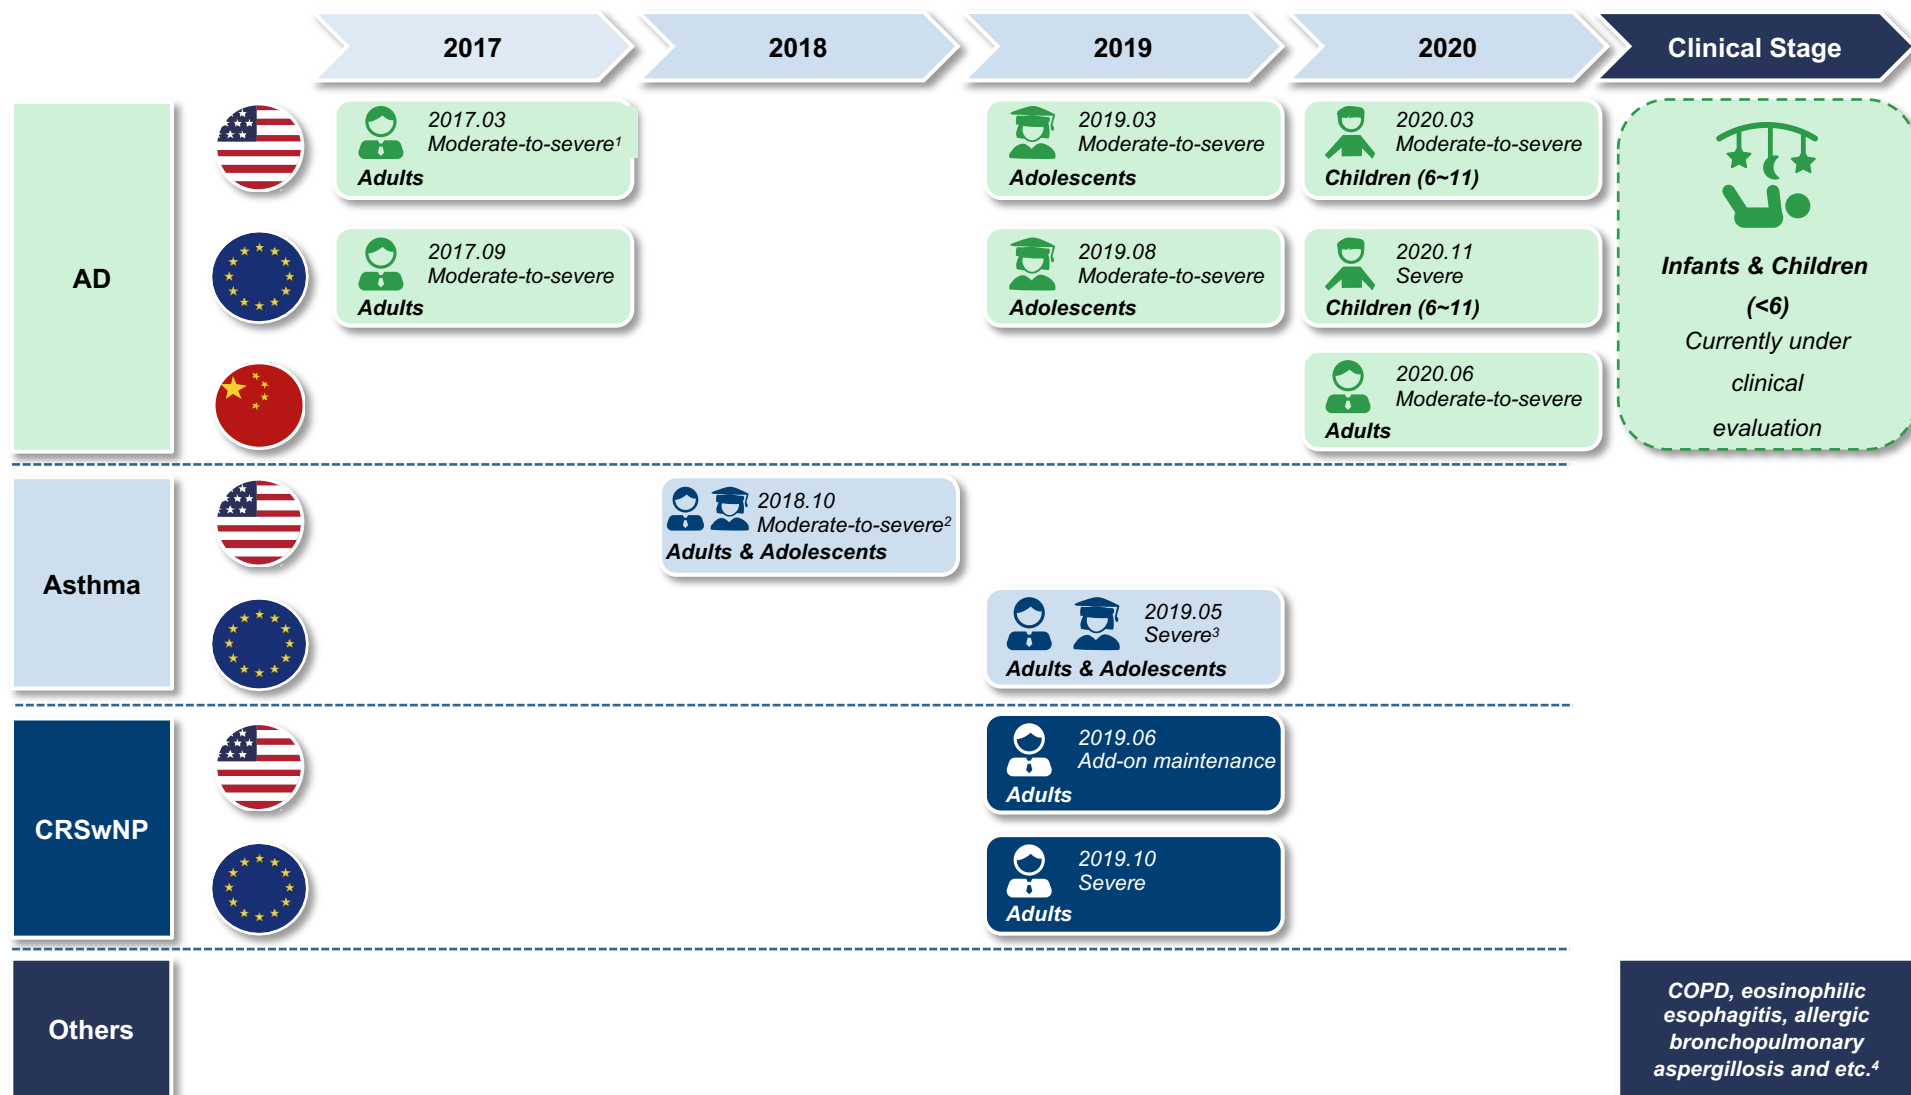 2017
2018
2019
2020
Clinical Stage
AD
2017.03
Moderate-to-severe¹
Adults
2019.03
Moderate-to-severe
Adolescents
2020.03
Moderate-to-severe
Children (6~11)
2017.09
Moderate-to-severe
Adults
2019.08
Moderate-to-severe
Adolescents
2020.11
Severe
Children (6~11)
2020.06
Moderate-to-severe
Adults
Infants & Children
(<6)
Currently under
clinical
evaluation
Asthma
2018.10
Moderate-to-severe²
Adults & Adolescents
2019.05
Severe³
Adults & Adolescents
CRSwNP
2019.06
Add-on maintenance
Adults
2019.10
Severe
Adults
Others
COPD, eosinophilic
esophagitis, allergic
bronchopulmonary
aspergillosis and etc.⁴